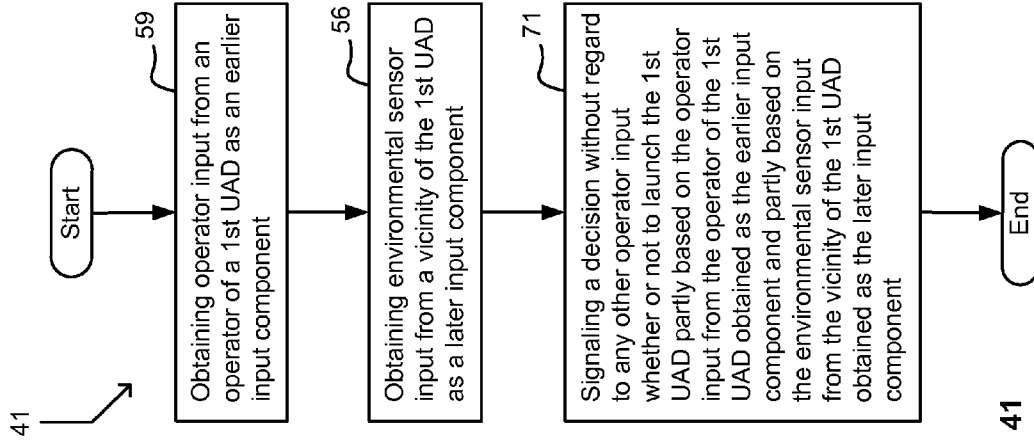 41
Start
59
Obtaining operator input from an
operator of a 1st UAD as an earlier
input component
56
Obtaining environmental sensor
input from a vicinity of the 1st UAD
as a later input component
71
Signaling a decision without regard
to any other operator input
whether or not to launch the 1st
UAD partly based on the operator
input from the operator of the 1st
UAD obtained as the earlier input
component and partly based on
the environmental sensor input
from the vicinity of the 1st UAD
obtained as the later input
component
End
41